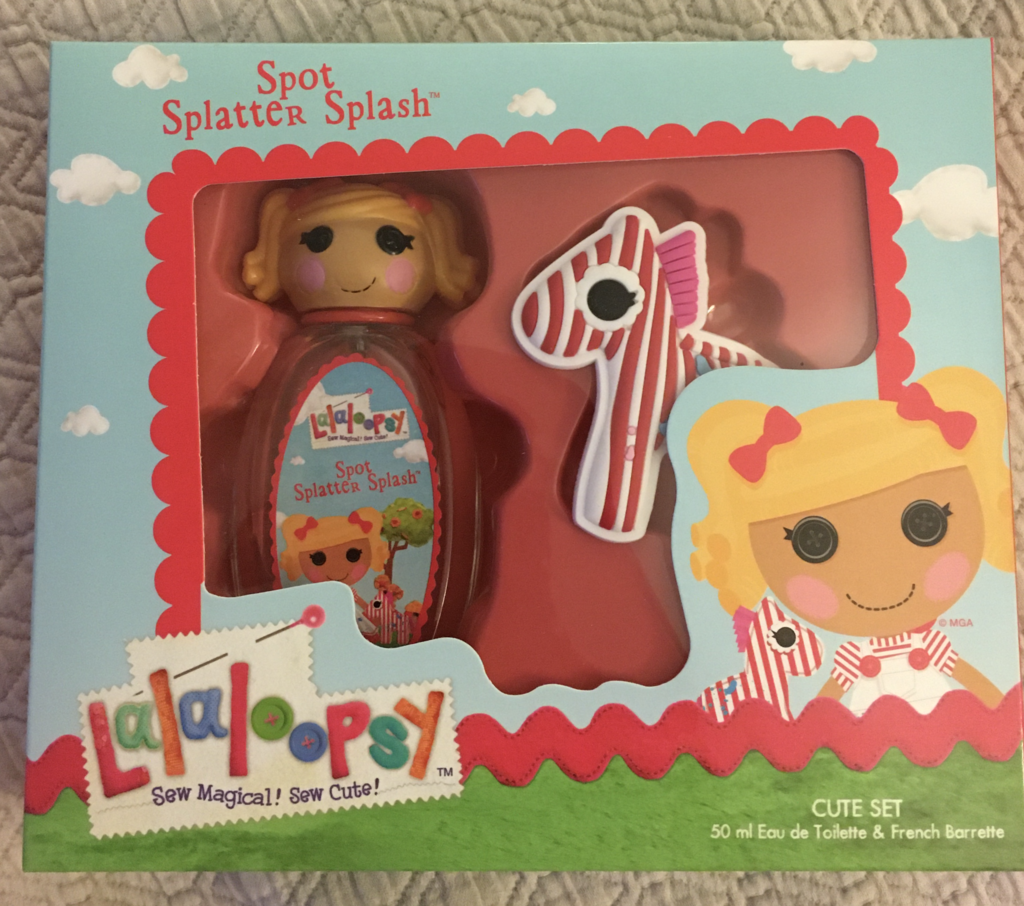 Spot
Splatter Splash™
Lalaloopsy
Sew Magical! Sew Cute!
Spot
Splatter Splash™
© MGA
Lalaloopsy™
Sew Magical! Sew Cute!
CUTE SET
50 ml Eau de Toilette & French Barrette